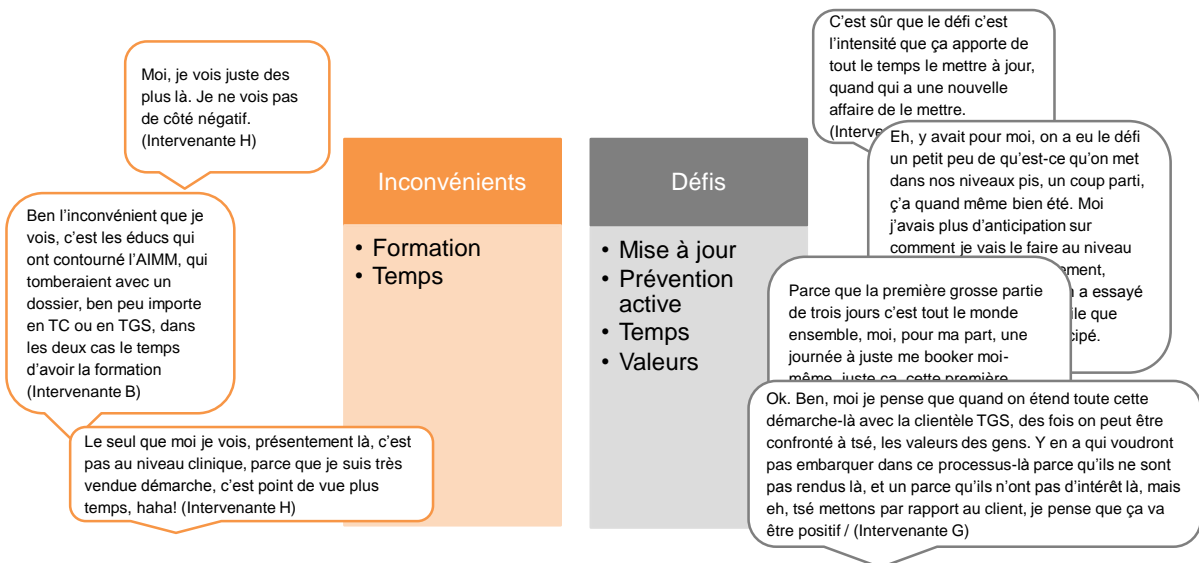 Moi, je vois juste des
plus là. Je ne vois pas
de côté négatif.
(Intervenante H)
Ben l’inconvénient que je
vois, c’est les éducs qui
ont contourné l’AIMM, qui
tomberaient avec un
dossier, ben peu importe
en TC ou en TGS, dans
les deux cas le temps
d’avoir la formation
(Intervenante B)
Le seul que moi je vois, présentement là, c’est
pas au niveau clinique, parce que je suis très
vendue démarche, c’est point de vue plus
temps, haha! (Intervenante H)
Inconvénients
• Formation
• Temps
Défis
• Mise à jour
• Prévention
active
• Temps
• Valeurs
C’est sûr que le défi c’est
l’intensité que ça apporte de
tout le temps le mettre à jour,
quand qui a une nouvelle
affaire de le mettre.
Eh, y avait pour moi, on a eu le défi
un petit peu de qu’est-ce qu’on met
dans nos niveaux pis, un coup parti,
ç’a quand même bien été. Moi
j’avais plus d’anticipation sur
comment je vais le faire au niveau
a essayé
que
Parce que la première grosse partie
de trois jours c’est tout le monde
ensemble, moi, pour ma part, une
journée à juste me booker moi-
même, juste ça, cette première
Ok. Ben, moi je pense que quand on étend toute cette
démarche-là avec la clientèle TGS, des fois on peut être
confronté à tsé, les valeurs des gens. Y en a qui voudront
pas embarquer dans ce processus-là parce qu’ils ne sont
pas rendus là, et un parce qu’ils n’ont pas d’intérêt là, mais
eh, tsé mettons par rapport au client, je pense que ça va
être positif / (Intervenante G)